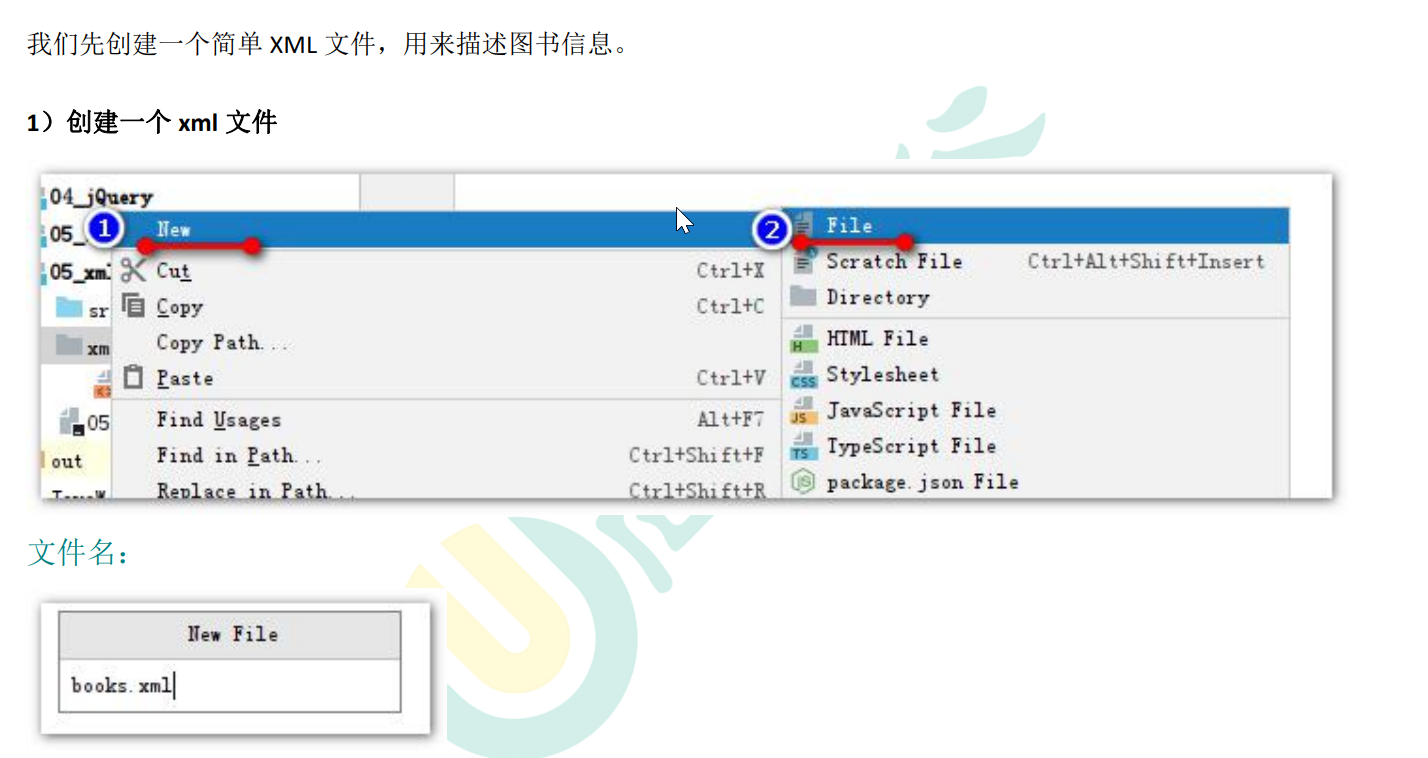 我们先创建一个简单 XML 文件，用来描述图书信息。
1）创建一个 xml 文件
04_jQuery
05_
1
New
2
File
05_xml
Cut Ctrl+X
Scratch File Ctrl+Alt+Shift+Insert
sr
Copy Ctrl+C
Directory
xm
Copy Path...
H
HTML File
Paste Ctrl+V
CSS
Stylesheet
05
Find Usages Alt+F7
JS
JavaScript File
out
Find in Path... Ctrl+Shift+F
TS
TypeScript File
Replace in Path... Ctrl+Shift+R
JS
package.json File
文件名：
New File
books.xml